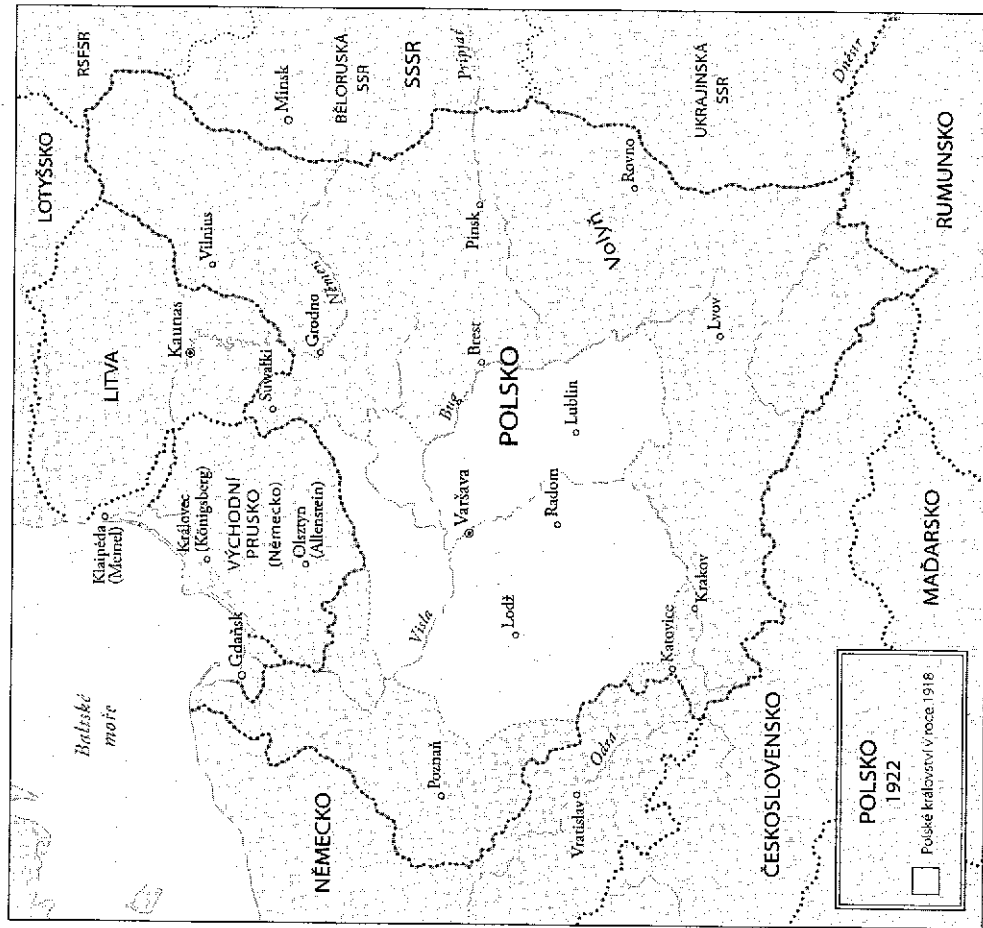 Baltské
moře
Klaipėda
(Memel)
LITVA
LOTYŠSKO
RSFSR
Královec
(Königsberg)
VÝCHODNÍ
PRUSKO
(Německo)
Olsztyn
(Allenstein)
Gdaňsk
Kaunas
Vilnius
Suwałki
Grodno
Němen
Minsk
BĚLORUSKÁ
SSR
SSSR
Pripjať
NĚMECKO
Poznaň
Visla
Varšava
Bug
Brest
Pinsk
POLSKO
Lodž
Radom
Lublin
Volyň
Rovno
UKRAJINSKÁ
SSR
Vratislav
Odra
Katovice
Krakov
Lvov
Dněstr
ČESKOSLOVENSKO
MAĎARSKO
RUMUNSKO
POLSKO
1922
Polské království v roce 1918